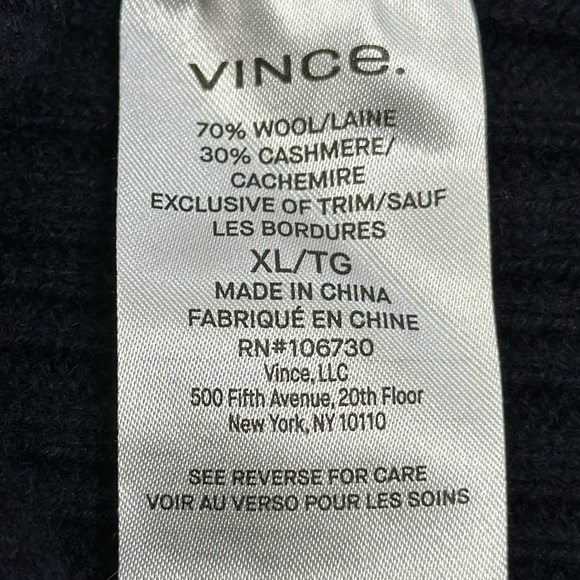 VINCe.
70% WOOL/LAINE
30% CASHMERE/
CACHEMIRE
EXCLUSIVE OF TRIM/SAUF
LES BORDURES
XL/TG
MADE IN CHINA
FABRIQUÉ EN CHINE
RN#106730
Vince, LLC
500 Fifth Avenue, 20th Floor
New York, NY 10110
SEE REVERSE FOR CARE
VOIR AU VERSO POUR LES SOINS